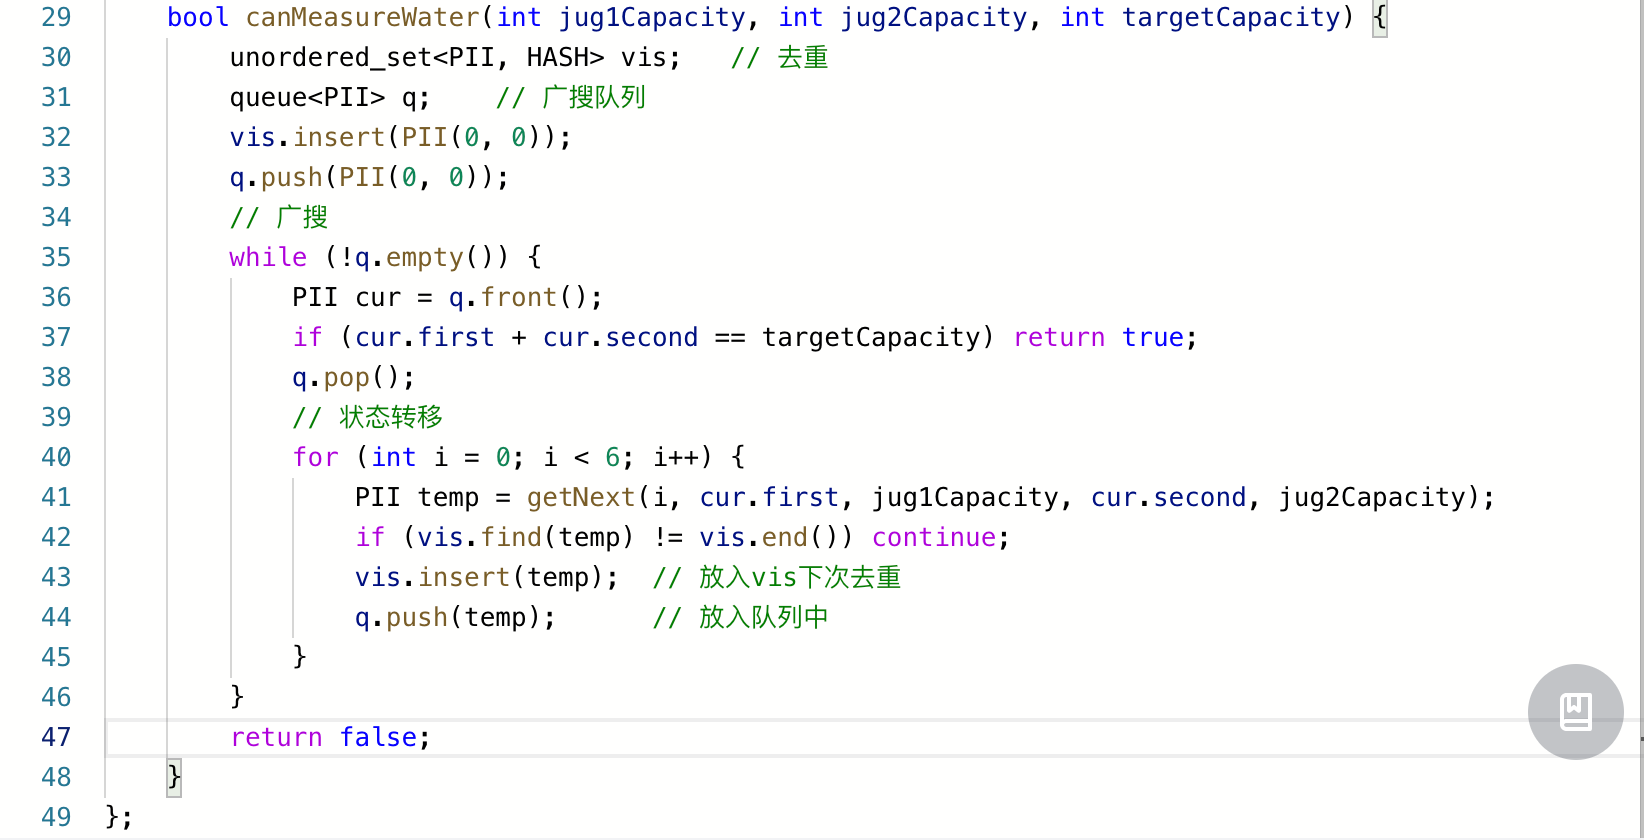 29 bool canMeasureWater(int jug1Capacity, int jug2Capacity, int targetCapacity) {
30 unordered_set<PII, HASH> vis; // 去重
31 queue<PII> q; // 广搜队列
32 vis.insert(PII(0, 0));
33 q.push(PII(0, 0));
34 // 广搜
35 while (!q.empty()) {
36 PII cur = q.front();
37 if (cur.first + cur.second == targetCapacity) return true;
38 q.pop();
39 // 状态转移
40 for (int i = 0; i < 6; i++) {
41 PII temp = getNext(i, cur.first, jug1Capacity, cur.second, jug2Capacity);
42 if (vis.find(temp) != vis.end()) continue;
43 vis.insert(temp); // 放入vis下次去重
44 q.push(temp); // 放入队列中
45 }
46 }
47 return false;
48 }
49 };